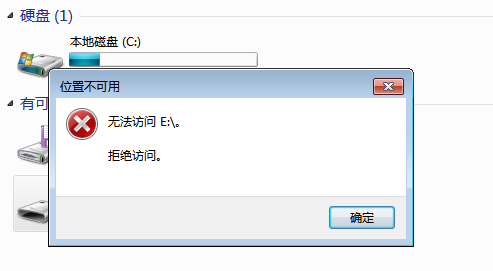 硬盘 (1)
本地磁盘 (C:)
位置不可用
无法访问 E:\。
拒绝访问。
有可
确定